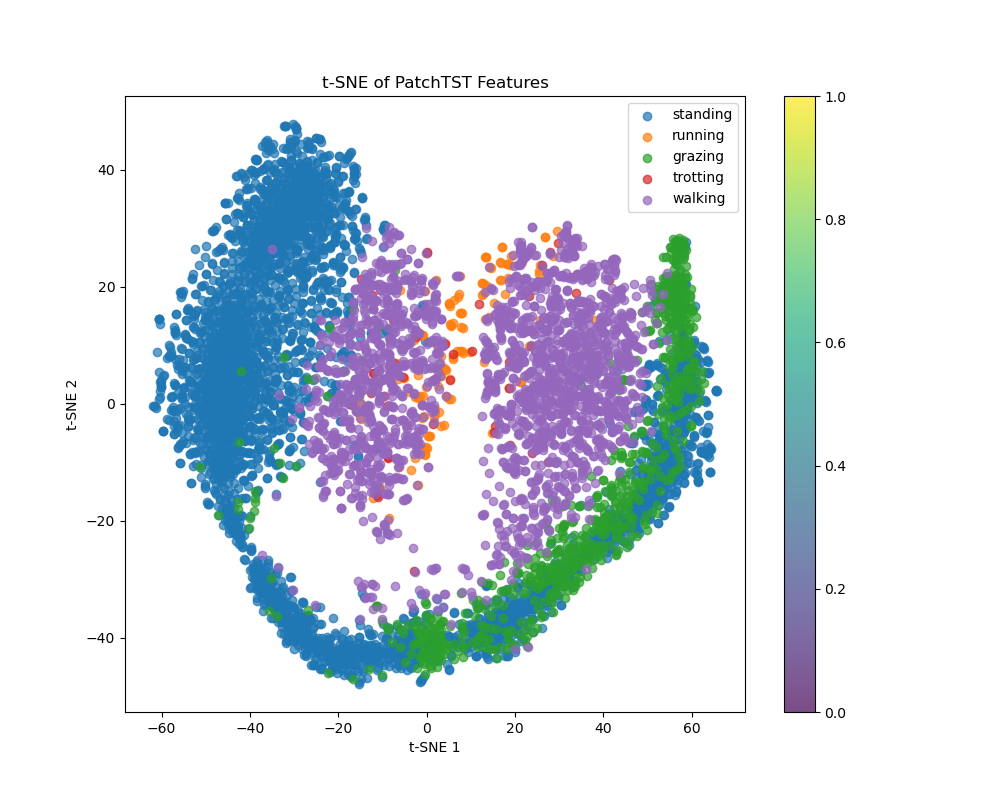 t-SNE of PatchTST Features
standing
running
grazing
trotting
walking
t-SNE 2
40
20
0
−20
−40
−60
−40
−20
0
20
40
60
t-SNE 1
1.0
0.8
0.6
0.4
0.2
0.0